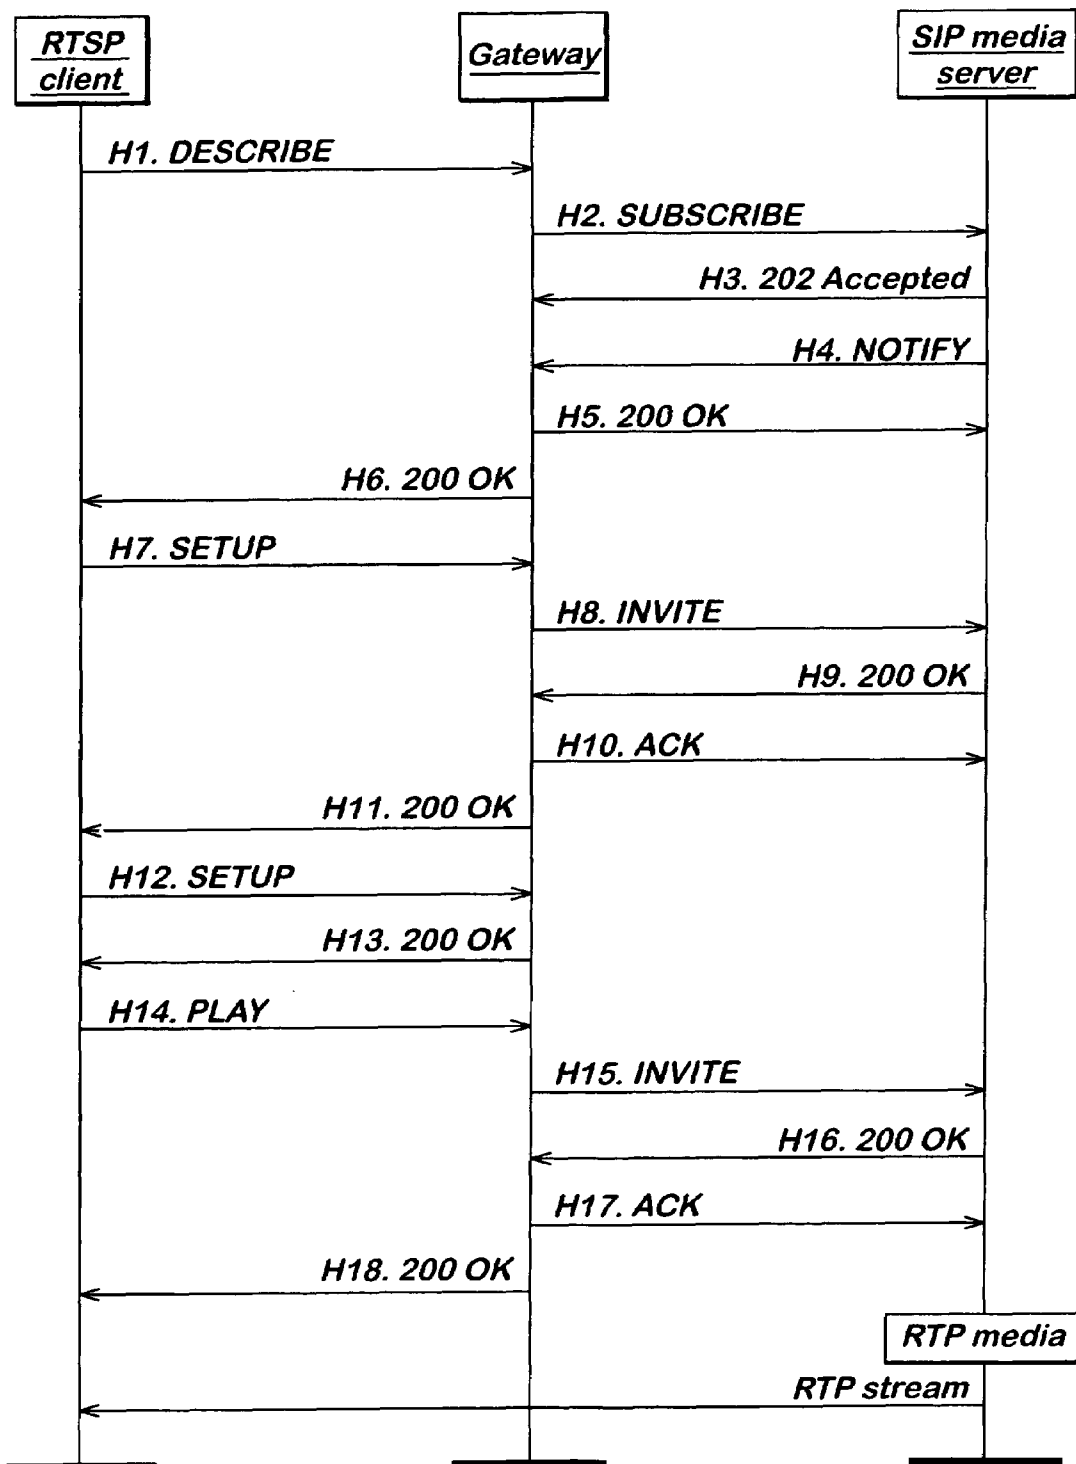 RTSP
client
Gateway
SIP media
server
H1. DESCRIBE
H2. SUBSCRIBE
H3. 202 Accepted
H4. NOTIFY
H5. 200 OK
H6. 200 OK
H7. SETUP
H8. INVITE
H9. 200 OK
H10. ACK
H11. 200 OK
H12. SETUP
H13. 200 OK
H14. PLAY
H15. INVITE
H16. 200 OK
H17. ACK
H18. 200 OK
RTP media
RTP stream